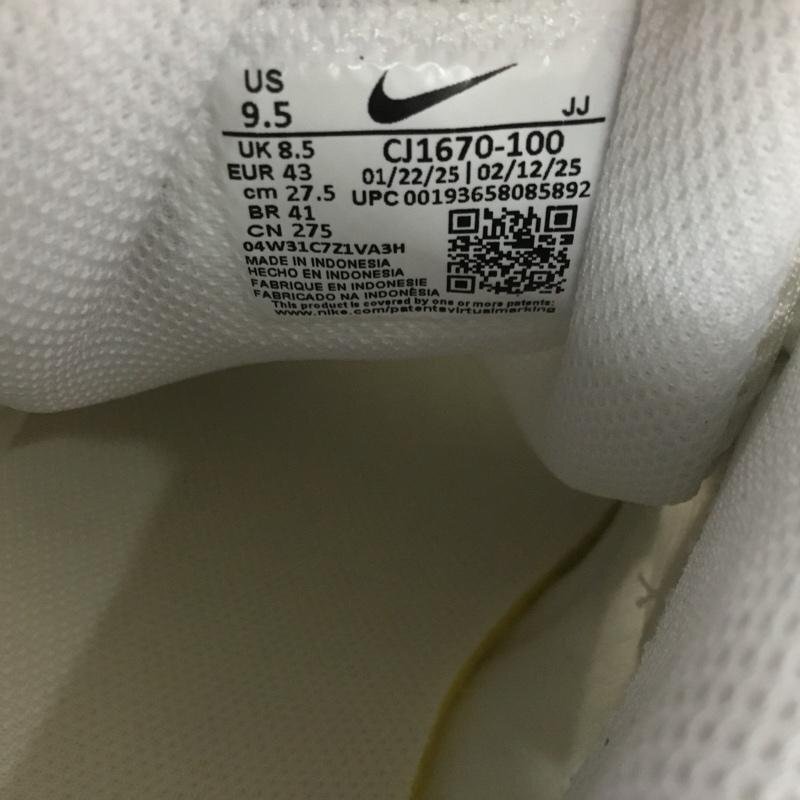 US
9.5
JJ
UK 8.5
EUR 43
cm 27.5
BR 41
CN 275
CJ1670-100
01/22/25 | 02/12/25
UPC 00193658085892
04W31C7Z1VA3H
MADE IN INDONESIA
HECHO EN INDONESIA
FABRIQUE EN INDONESIE
FABRICADO NA INDONÉSIA
This product is covered by one or more patents:
www.nike.com/patentsvirtualmarking